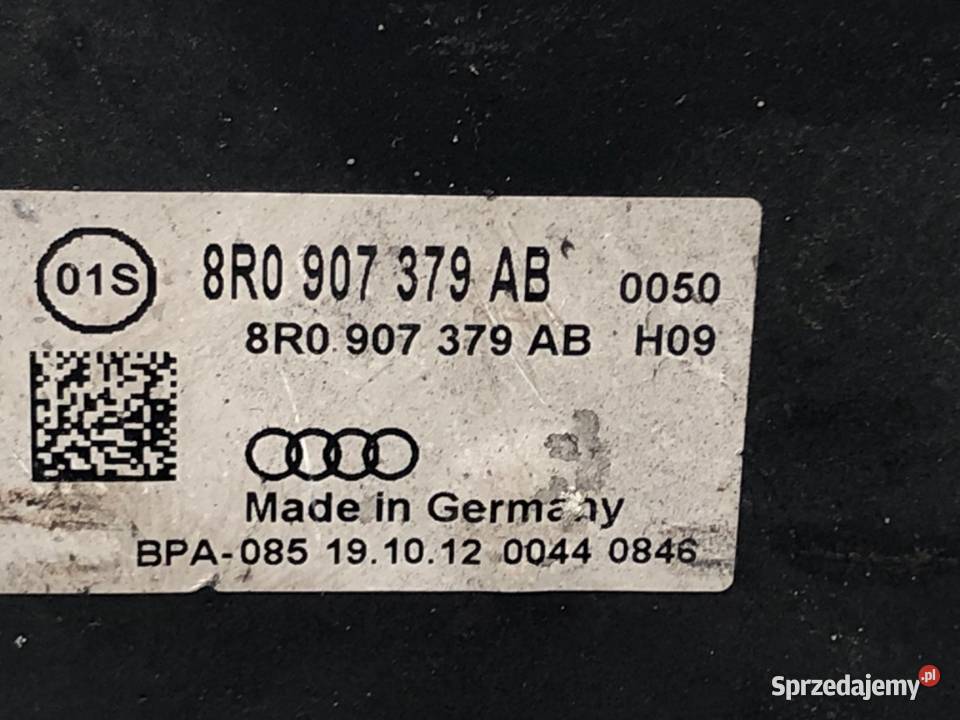 01S 8R0 907 379 AB 0050
8R0 907 379 AB H09
Made in Germany
BPA-085 19.10.12 0044 0846
Sprzedajemy.pl